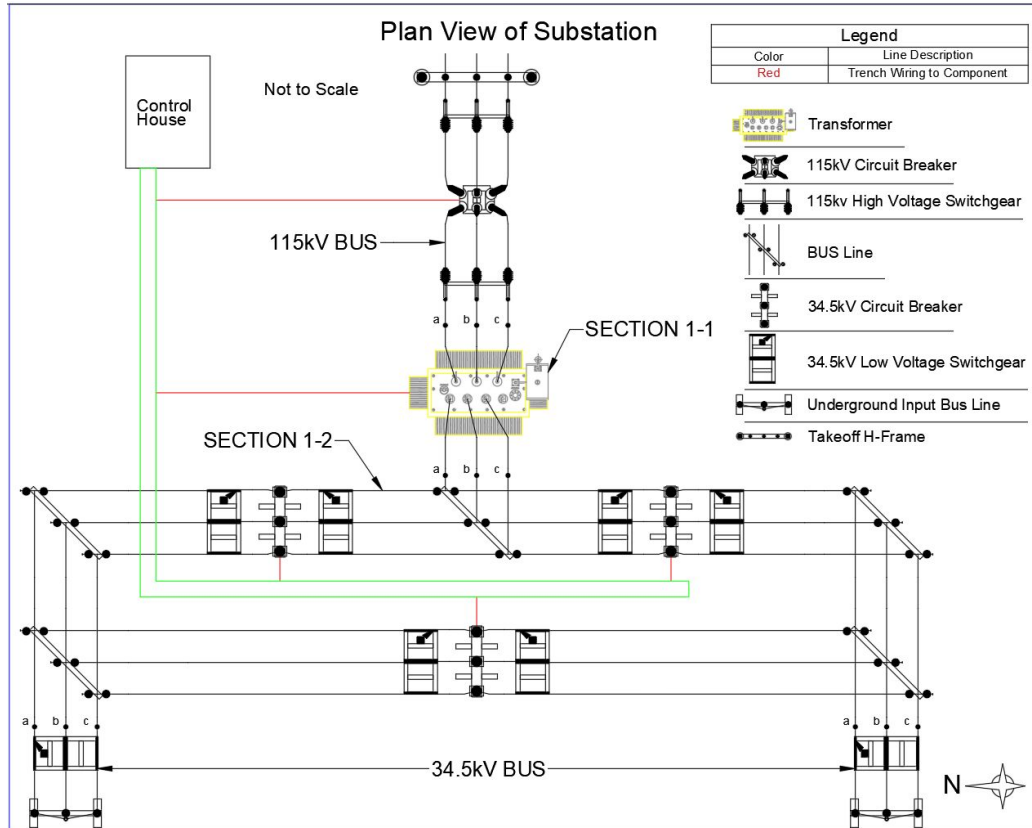 Plan View of Substation
Legend
Color Line Description
Red Trench Wiring to Component
Not to Scale
Control
House
Transformer
115kV Circuit Breaker
115kv High Voltage Switchgear
115kV BUS
BUS Line
34.5kV Circuit Breaker
a b c
SECTION 1-1
34.5kV Low Voltage Switchgear
Underground Input Bus Line
Takeoff H-Frame
SECTION 1-2
a b c
a b c
a b c
34.5kV BUS
N